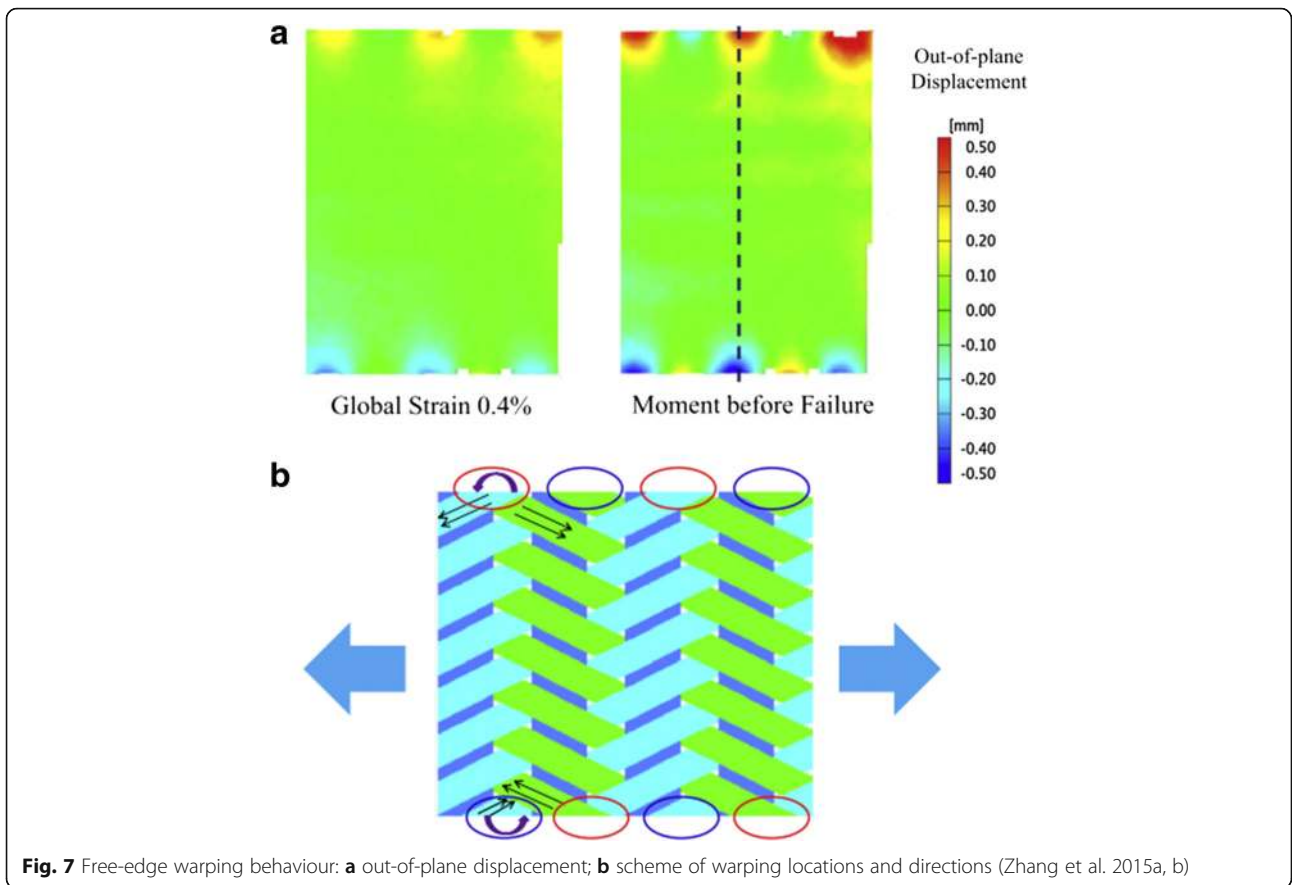 a
Out-of-plane
Displacement
[mm]
0.50
0.40
0.30
0.20
0.10
0.00
-0.10
-0.20
-0.30
-0.40
-0.50
Global Strain 0.4%
Moment before Failure
b
Fig. 7 Free-edge warping behaviour: a out-of-plane displacement; b scheme of warping locations and directions (Zhang et al. 2015a, b)